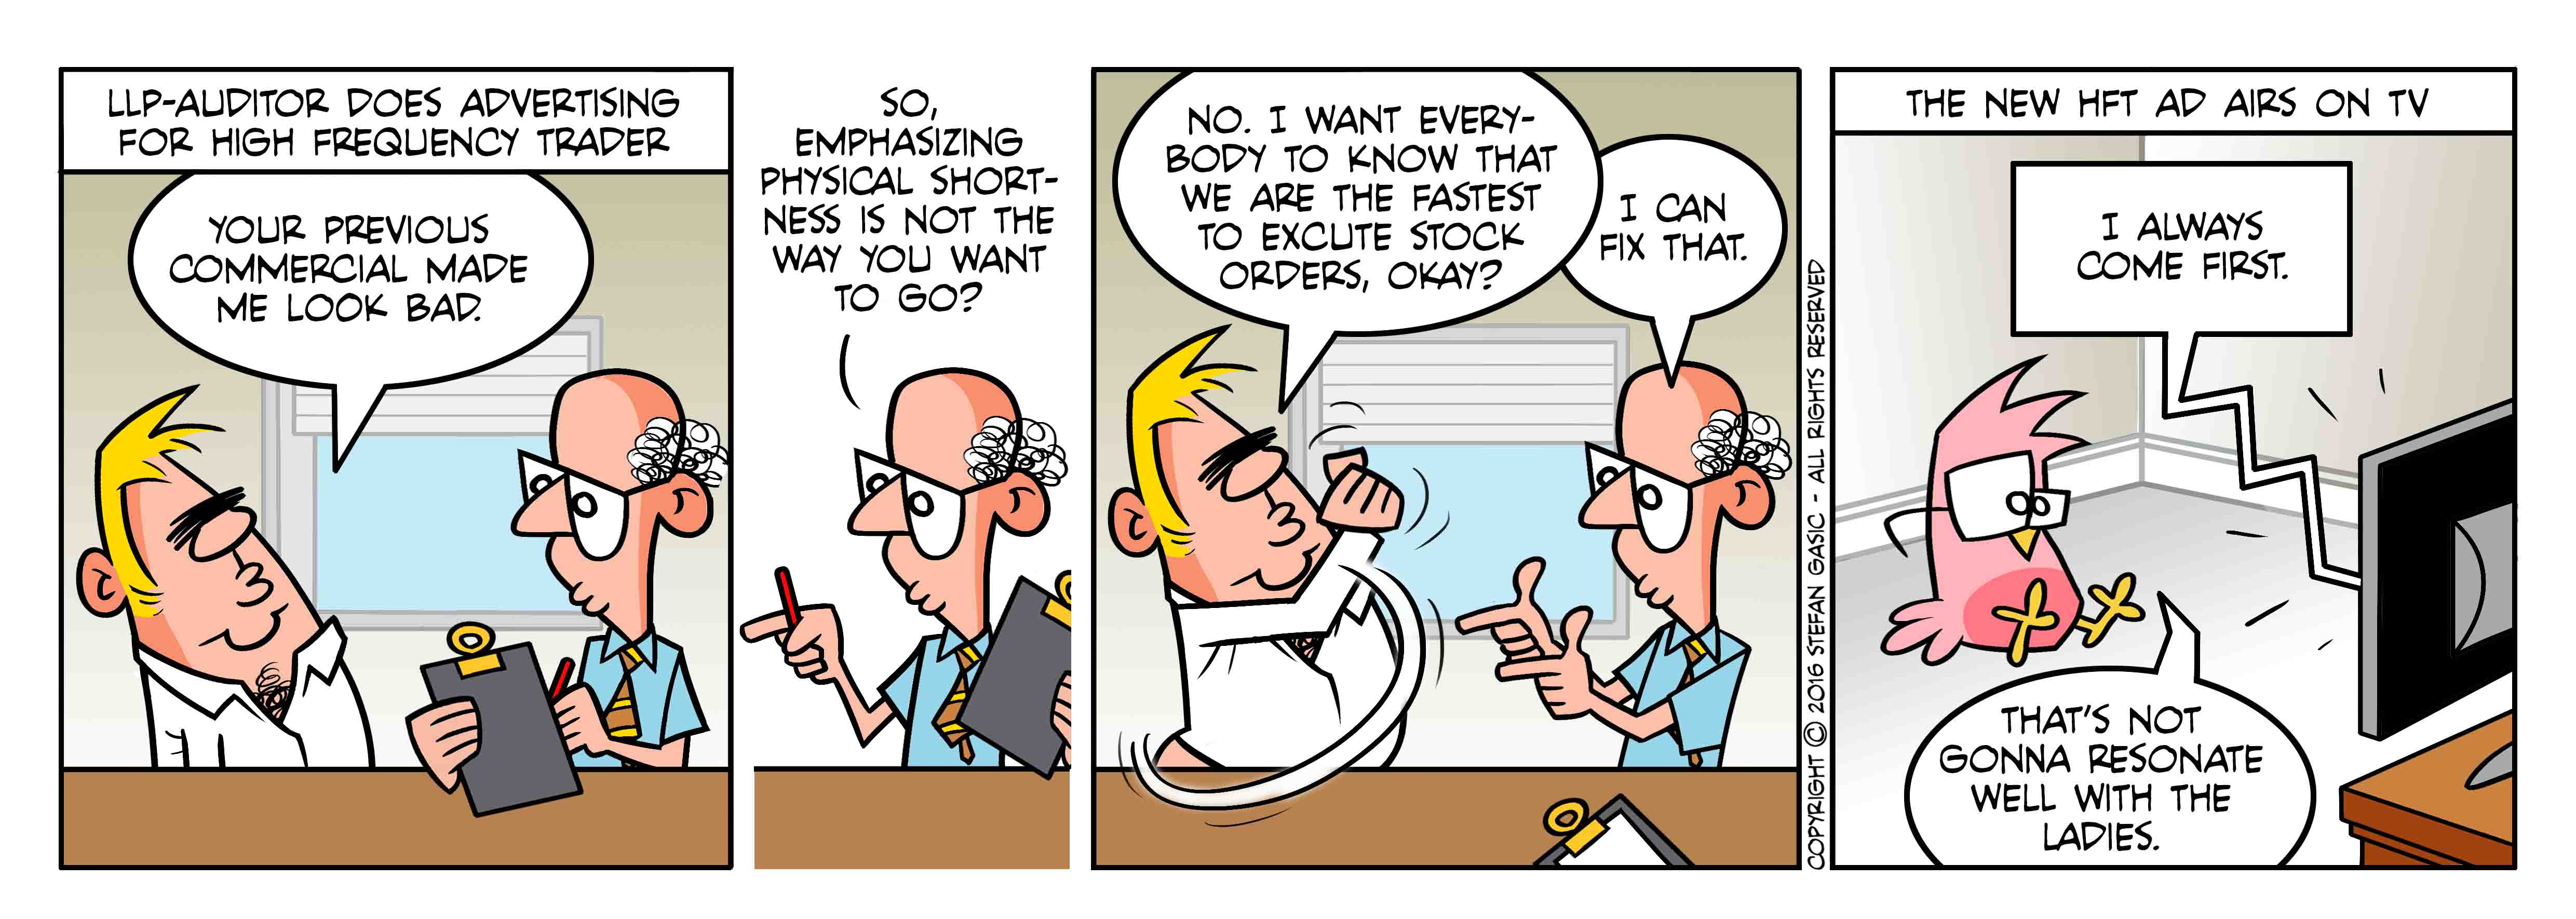 LLP-AUDITOR DOES ADVERTISING
FOR HIGH FREQUENCY TRADER
YOUR PREVIOUS
COMMERCIAL MADE
ME LOOK BAD.
SO,
EMPHASIZING
PHYSICAL SHORT-
NESS IS NOT THE
WAY YOU WANT
TO GO?
NO. I WANT EVERY-
BODY TO KNOW THAT
WE ARE THE FASTEST
TO EXCUTE STOCK
ORDERS, OKAY?
I CAN
FIX THAT.
COPYRIGHT © 2016 STEFAN GASIC - ALL RIGHTS RESERVED
THE NEW HFT AD AIRS ON TV
I ALWAYS
COME FIRST.
THAT'S NOT
GONNA RESONATE
WELL WITH THE
LADIES.